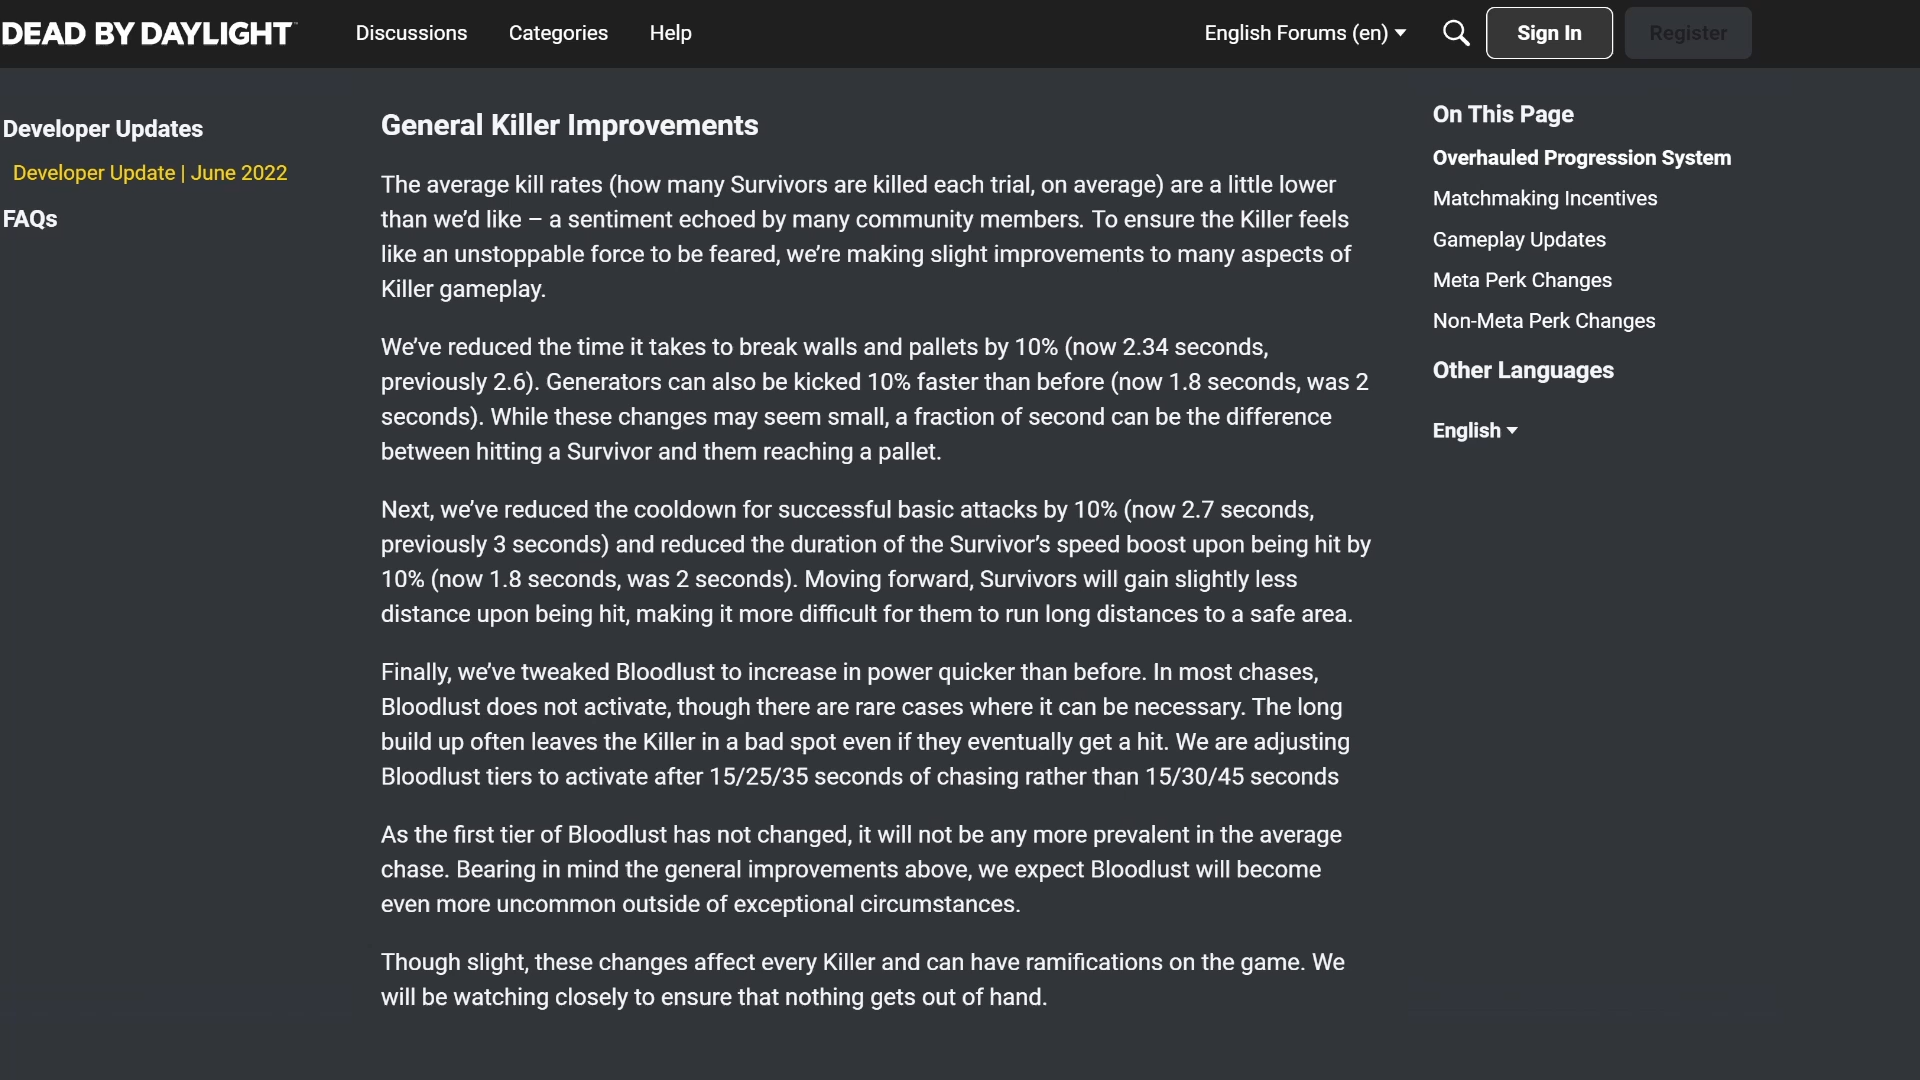 DEAD BY DAYLIGHT™
Discussions
Categories
Help
English Forums (en)
Sign In
Register
Developer Updates
Developer Update | June 2022
FAQs
General Killer Improvements
The average kill rates (how many Survivors are killed each trial, on average) are a little lower
than we’d like – a sentiment echoed by many community members. To ensure the Killer feels
like an unstoppable force to be feared, we’re making slight improvements to many aspects of
Killer gameplay.
We’ve reduced the time it takes to break walls and pallets by 10% (now 2.34 seconds,
previously 2.6). Generators can also be kicked 10% faster than before (now 1.8 seconds, was 2
seconds). While these changes may seem small, a fraction of second can be the difference
between hitting a Survivor and them reaching a pallet.
Next, we’ve reduced the cooldown for successful basic attacks by 10% (now 2.7 seconds,
previously 3 seconds) and reduced the duration of the Survivor’s speed boost upon being hit by
10% (now 1.8 seconds, was 2 seconds). Moving forward, Survivors will gain slightly less
distance upon being hit, making it more difficult for them to run long distances to a safe area.
Finally, we’ve tweaked Bloodlust to increase in power quicker than before. In most chases,
Bloodlust does not activate, though there are rare cases where it can be necessary. The long
build up often leaves the Killer in a bad spot even if they eventually get a hit. We are adjusting
Bloodlust tiers to activate after 15/25/35 seconds of chasing rather than 15/30/45 seconds
As the first tier of Bloodlust has not changed, it will not be any more prevalent in the average
chase. Bearing in mind the general improvements above, we expect Bloodlust will become
even more uncommon outside of exceptional circumstances.
Though slight, these changes affect every Killer and can have ramifications on the game. We
will be watching closely to ensure that nothing gets out of hand.
On This Page
Overhauled Progression System
Matchmaking Incentives
Gameplay Updates
Meta Perk Changes
Non-Meta Perk Changes
Other Languages
English